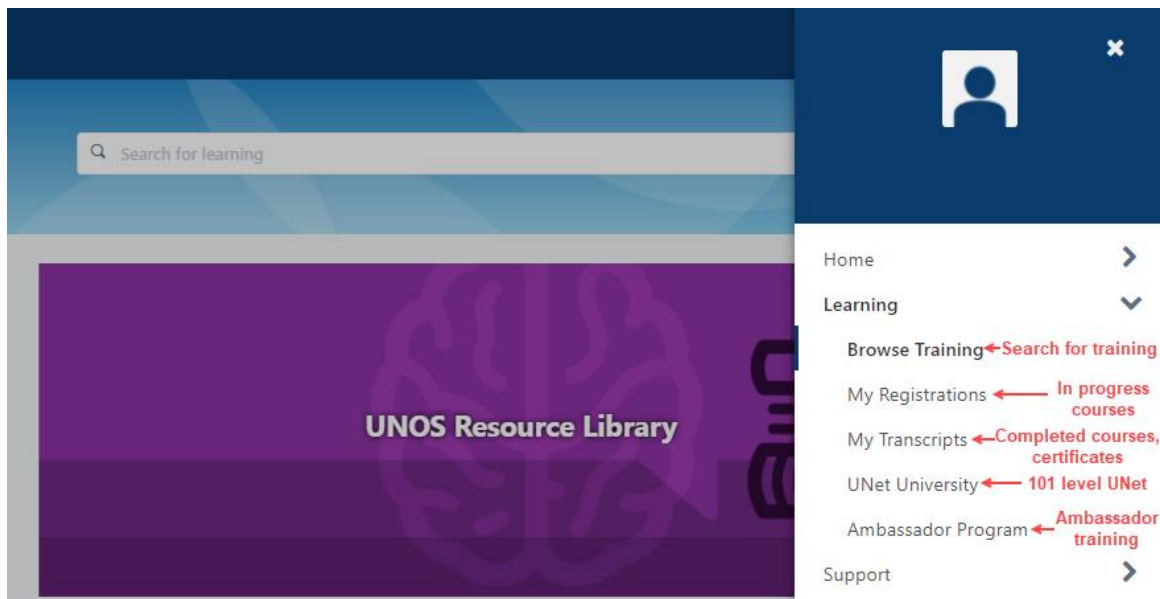 Search for learning
UNOS Resource Library
Home
Learning
Browse Training
Search for training
My Registrations
In progress
courses
My Transcripts
Completed courses,
certificates
UNet University
101 level UNet
Ambassador Program
Ambassador
training
Support